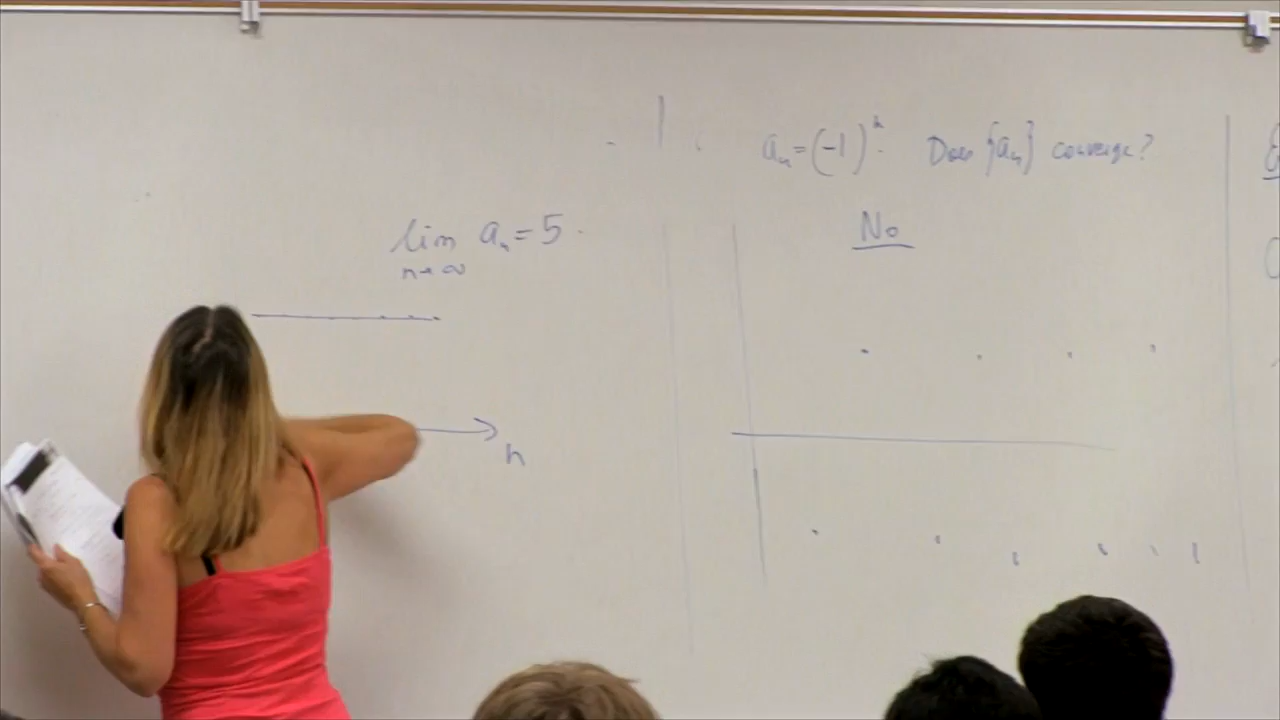 lim aₙ = 5.
n→∞
n
aₙ = (-1)ⁿ. Does {aₙ} converge?
No